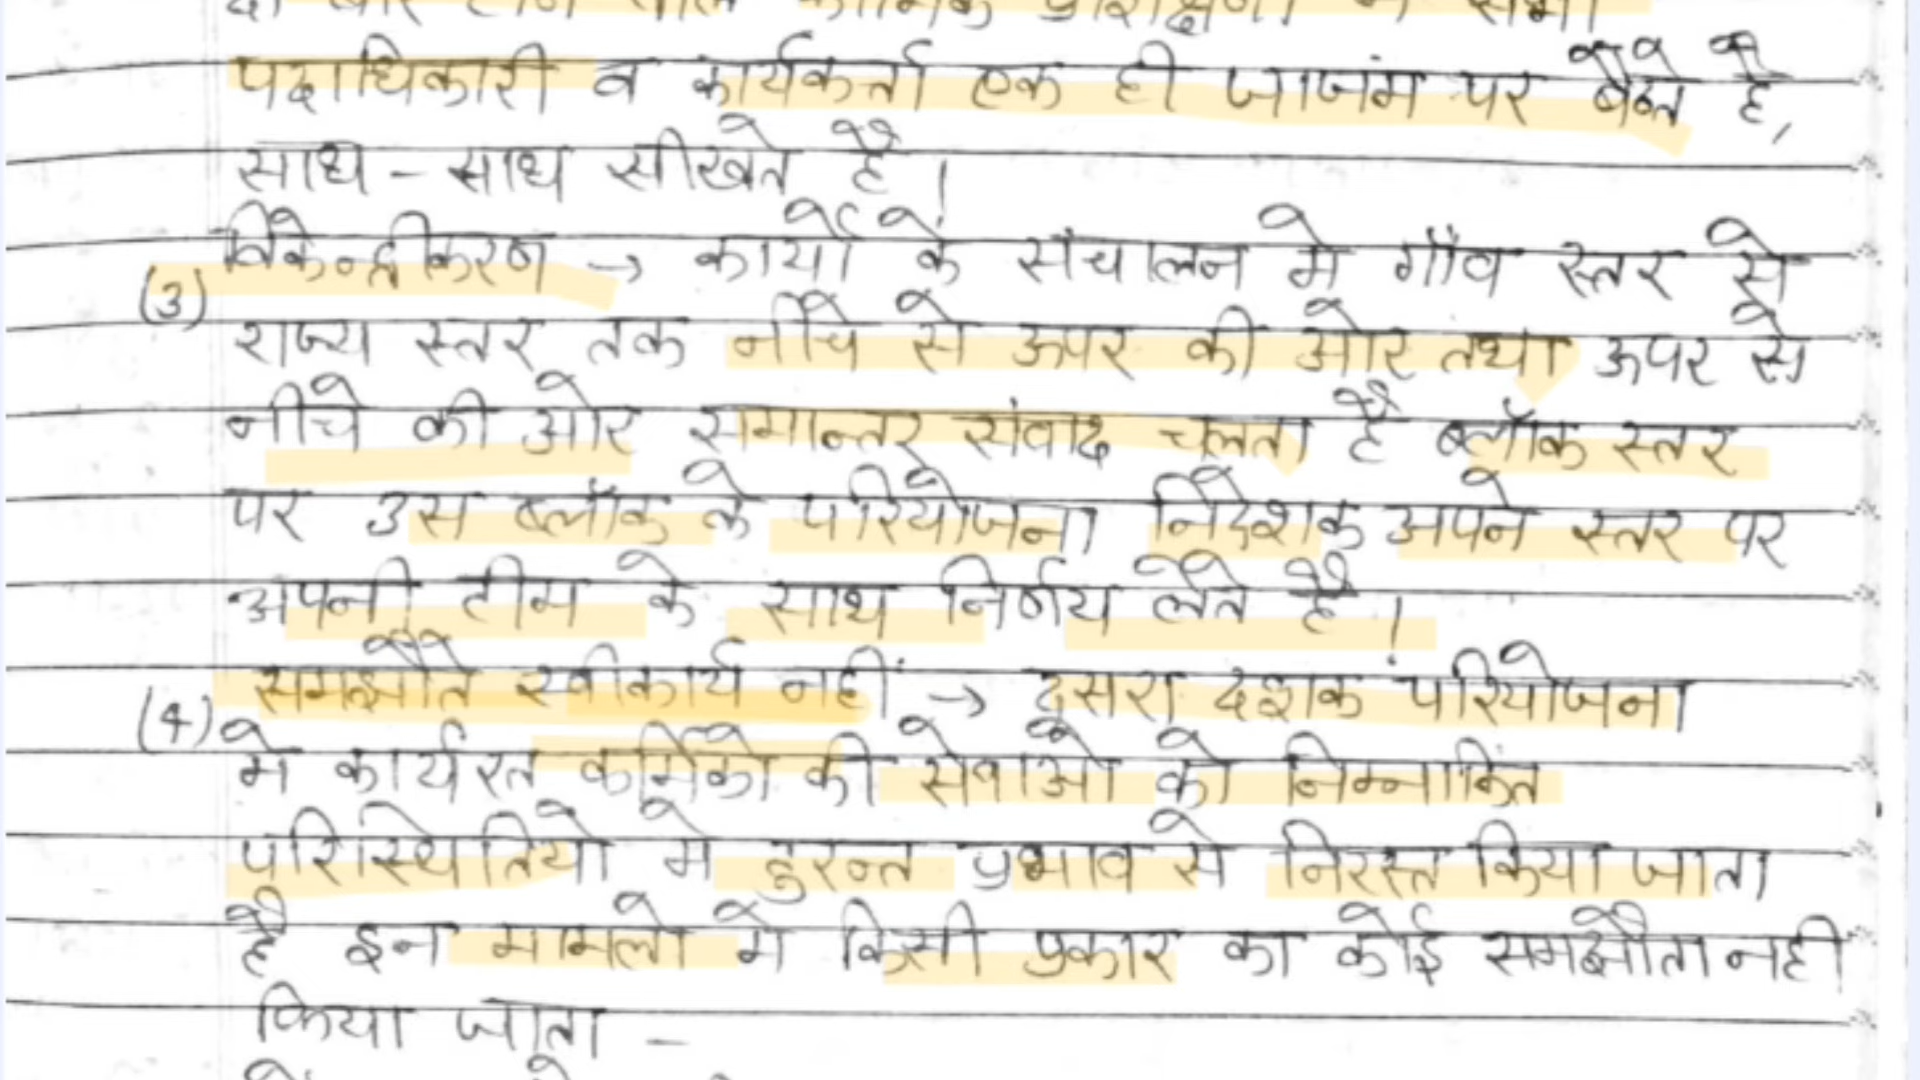 पदाधिकारी व कार्यकर्ता एक ही जाजंम पर बैठते है,
साथ - साथ सीखते है।
(3) विकेन्द्रीकरण → कार्यो के संचालन मे गाँव स्तर से
राज्य स्तर तक नीचे से ऊपर की ओर तथा ऊपर से
नीचे की ओर समान्तर संवाद चलता है ब्लॉक स्तर
पर उस ब्लॉक के परियोजना निदेशक अपने स्तर पर
अपनी टीम के साथ निर्णय लेते है।
(4) समझौते स्वीकार्य नहीं → दूसरा दशक परियोजना
मे कार्यरत कर्मिको की सेवाओ को निम्नांकित
परिस्थितियो मे तुरन्त प्रभाव से निरस्त किया जाता
है इन मामलो मे किसी प्रकार का कोई समझौता नही
किया जाता -